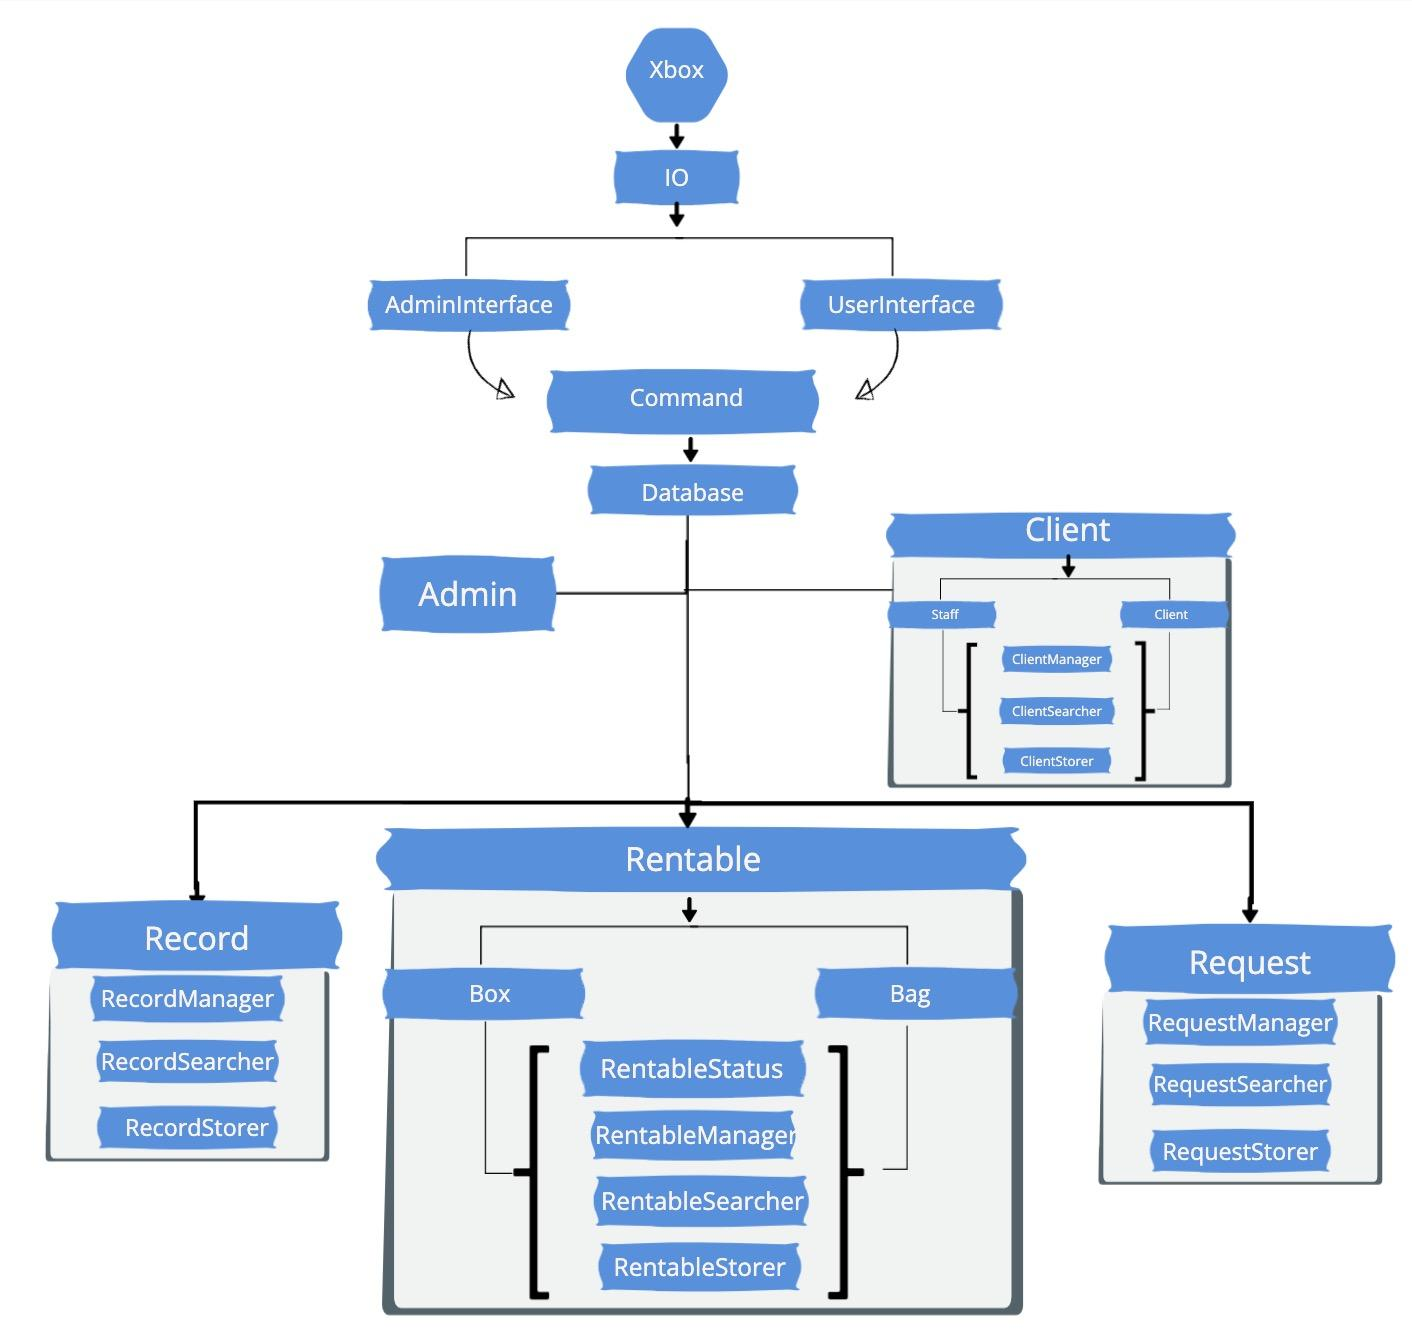 Xbox
IO
AdminInterface
UserInterface
Command
Database
Admin
Client
Staff
Client
ClientManager
ClientSearcher
ClientStorer
Rentable
Box
Bag
RentableStatus
RentableManager
RentableSearcher
RentableStorer
Record
RecordManager
RecordSearcher
RecordStorer
Request
RequestManager
RequestSearcher
RequestStorer